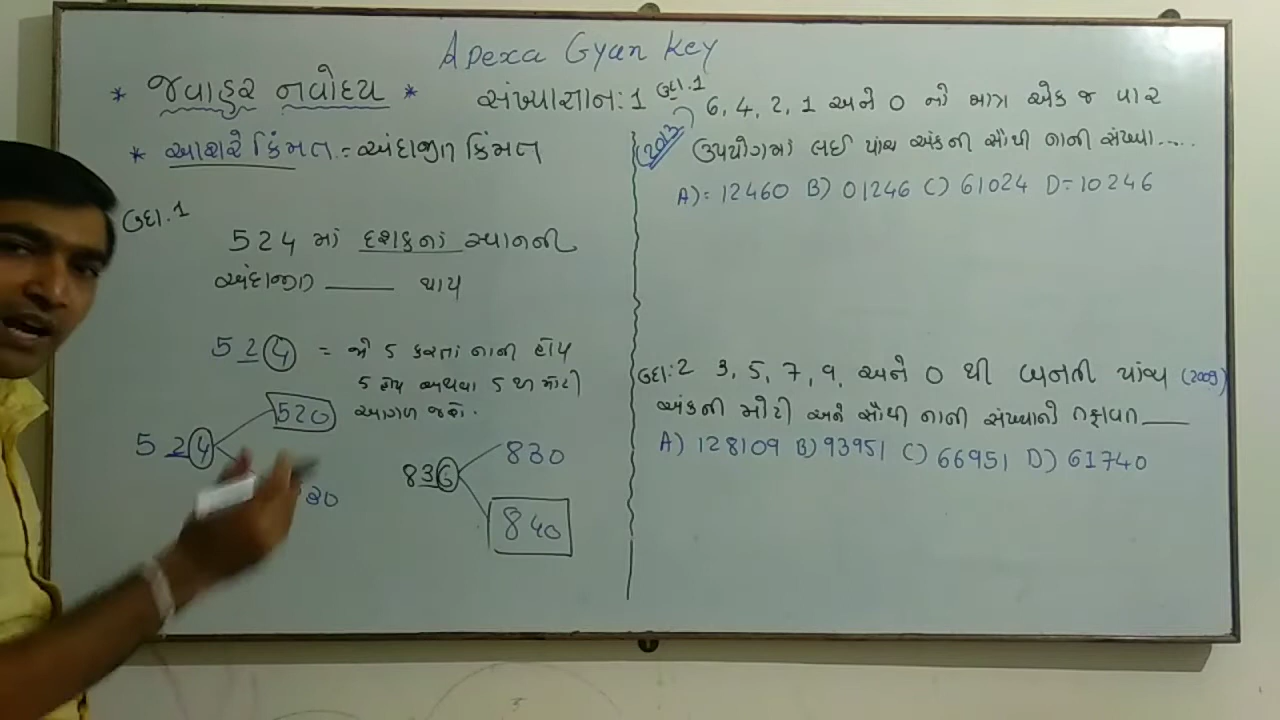 Apexa Gyan Key
* જવાહર નવોદય *
સંખ્યાજ્ઞાન : 1
* આશરે કિંમત = અંદાજીત કિંમત
ઉદા. 1
524 માં દશકનાં સ્થાનની
અંદાજીત ____ થાય
524 = જો 5 કરતાં નાની હોય
5 હોય અથવા 5 થી મોટી
આગળ જશે.
524
520
530
836
830
840
ઉદા. 1
2013
6, 4, 2, 1 અને 0 નો માત્ર એક જ વાર
ઉપયોગમાં લઈ પાંચ અંકની સૌથી નાની સંખ્યા.....
A) = 12460 B) 01246 C) 61024 D = 10246
ઉદા : 2 3, 5, 7, 9, અને 0 થી બનતી પાંચ (2009)
અંકની મોટી અને સૌથી નાની સંખ્યાનો તફાવત ____
A) 128109 B) 93951 C) 66951 D) 61740